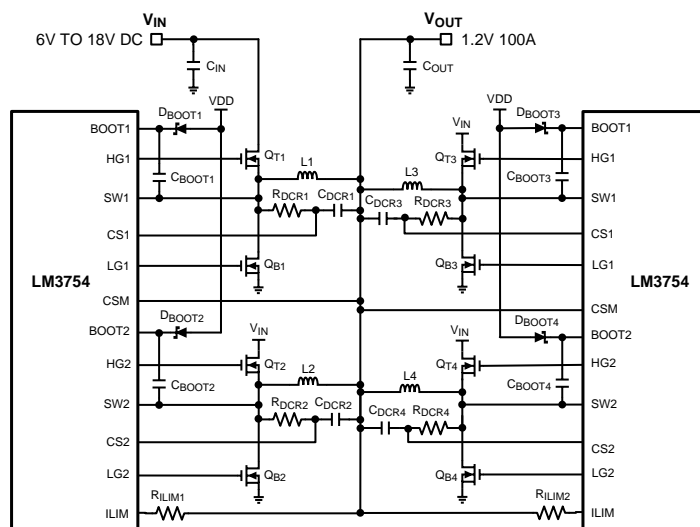 VIN
6V TO 18V DC
VOUT
1.2V 100A
CIN
COUT
DBOOT1
VDD
VDD
DBOOT3
BOOT1
BOOT1
VIN
HG1
QT1
L1
QT3
HG1
CBOOT1
L3
CBOOT3
SW1
RDCR1
CDCR1
CDCR3
RDCR3
SW1
CS1
CS1
LG1
QB1
QB3
LG1
LM3754
LM3754
CSM
CSM
DBOOT2
DBOOT4
BOOT2
VIN
VIN
BOOT2
HG2
QT2
L2
QT4
HG2
CBOOT2
L4
CBOOT4
SW2
RDCR2
CDCR2
CDCR4
RDCR4
SW2
CS2
CS2
LG2
QB2
QB4
LG2
RILIM1
RILIM2
ILIM
ILIM